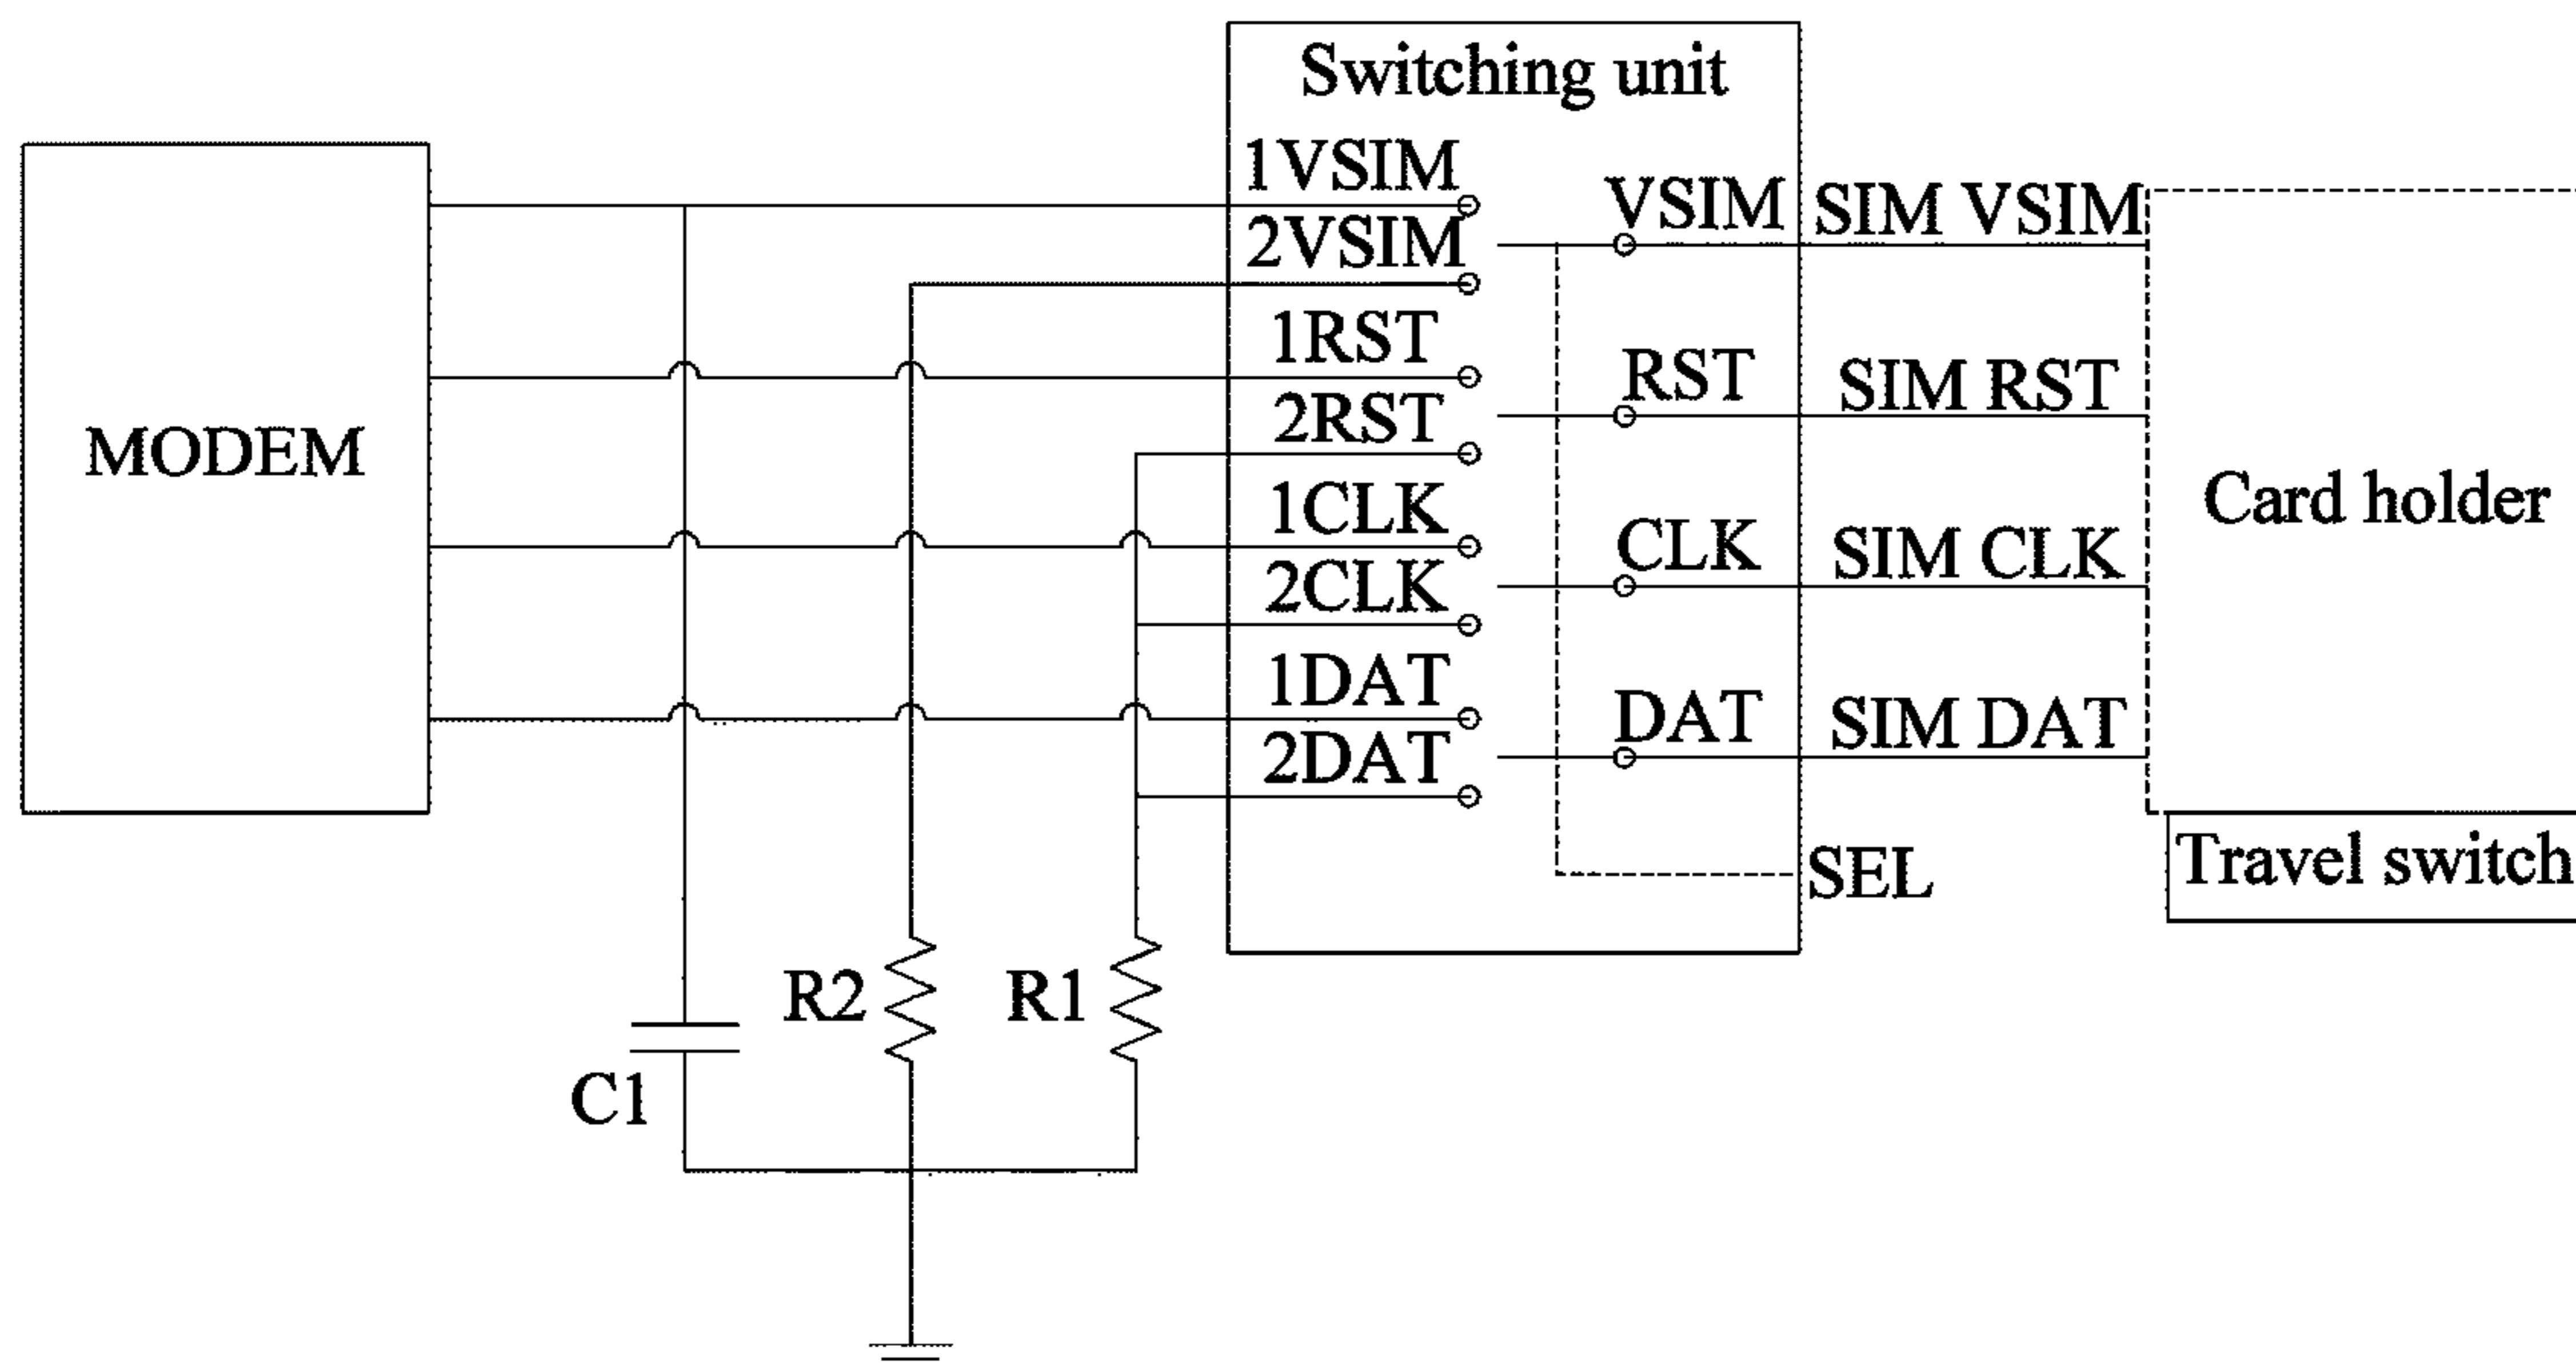 Switching unit
1VSIM
VSIM
SIM VSIM
2VSIM
1RST
RST
SIM RST
2RST
MODEM
1CLK
Card holder
CLK
SIM CLK
2CLK
1DAT
DAT
SIM DAT
2DAT
SEL
Travel switch
R2
R1
C1